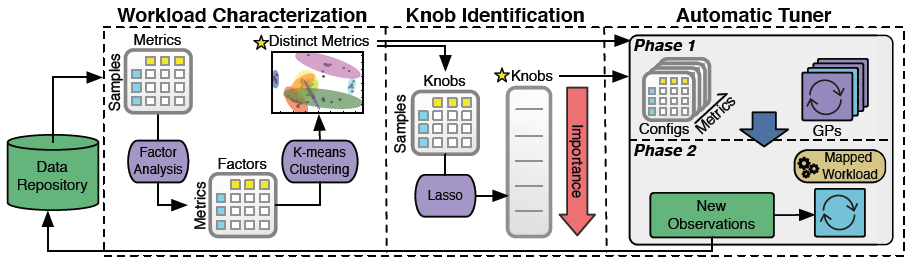 Workload Characterization
Knob Identification
Automatic Tuner
Metrics
Samples
Distinct Metrics
Factor
Analysis
K-means
Clustering
Factors
Metrics
Data
Repository
Knobs
Samples
Lasso
Knobs
Importance
Phase 1
Configs
Metrics
GPs
Phase 2
Mapped
Workload
New
Observations